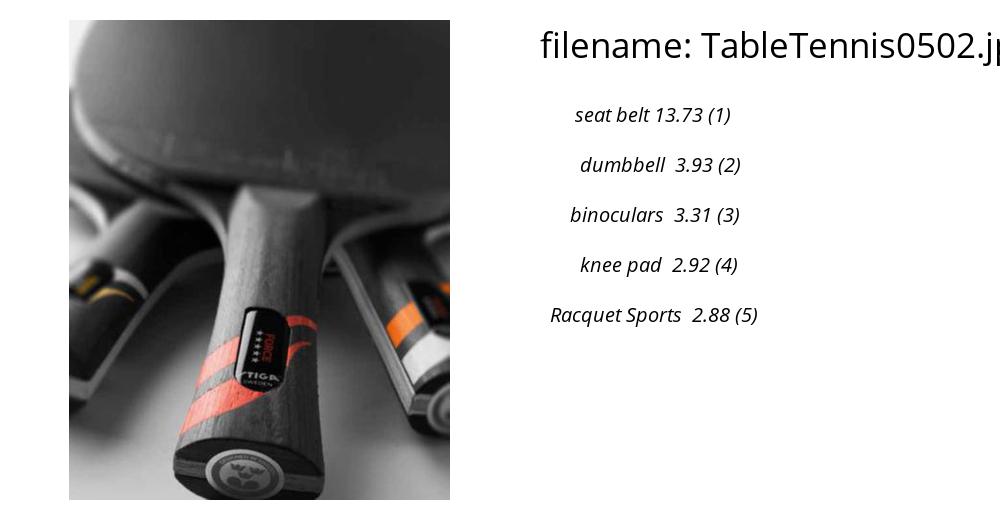 filename: TableTennis0502.j
seat belt 13.73 (1)
dumbbell 3.93 (2)
binoculars 3.31 (3)
knee pad 2.92 (4)
Racquet Sports 2.88 (5)
FORCE
STIGA
SWEDEN